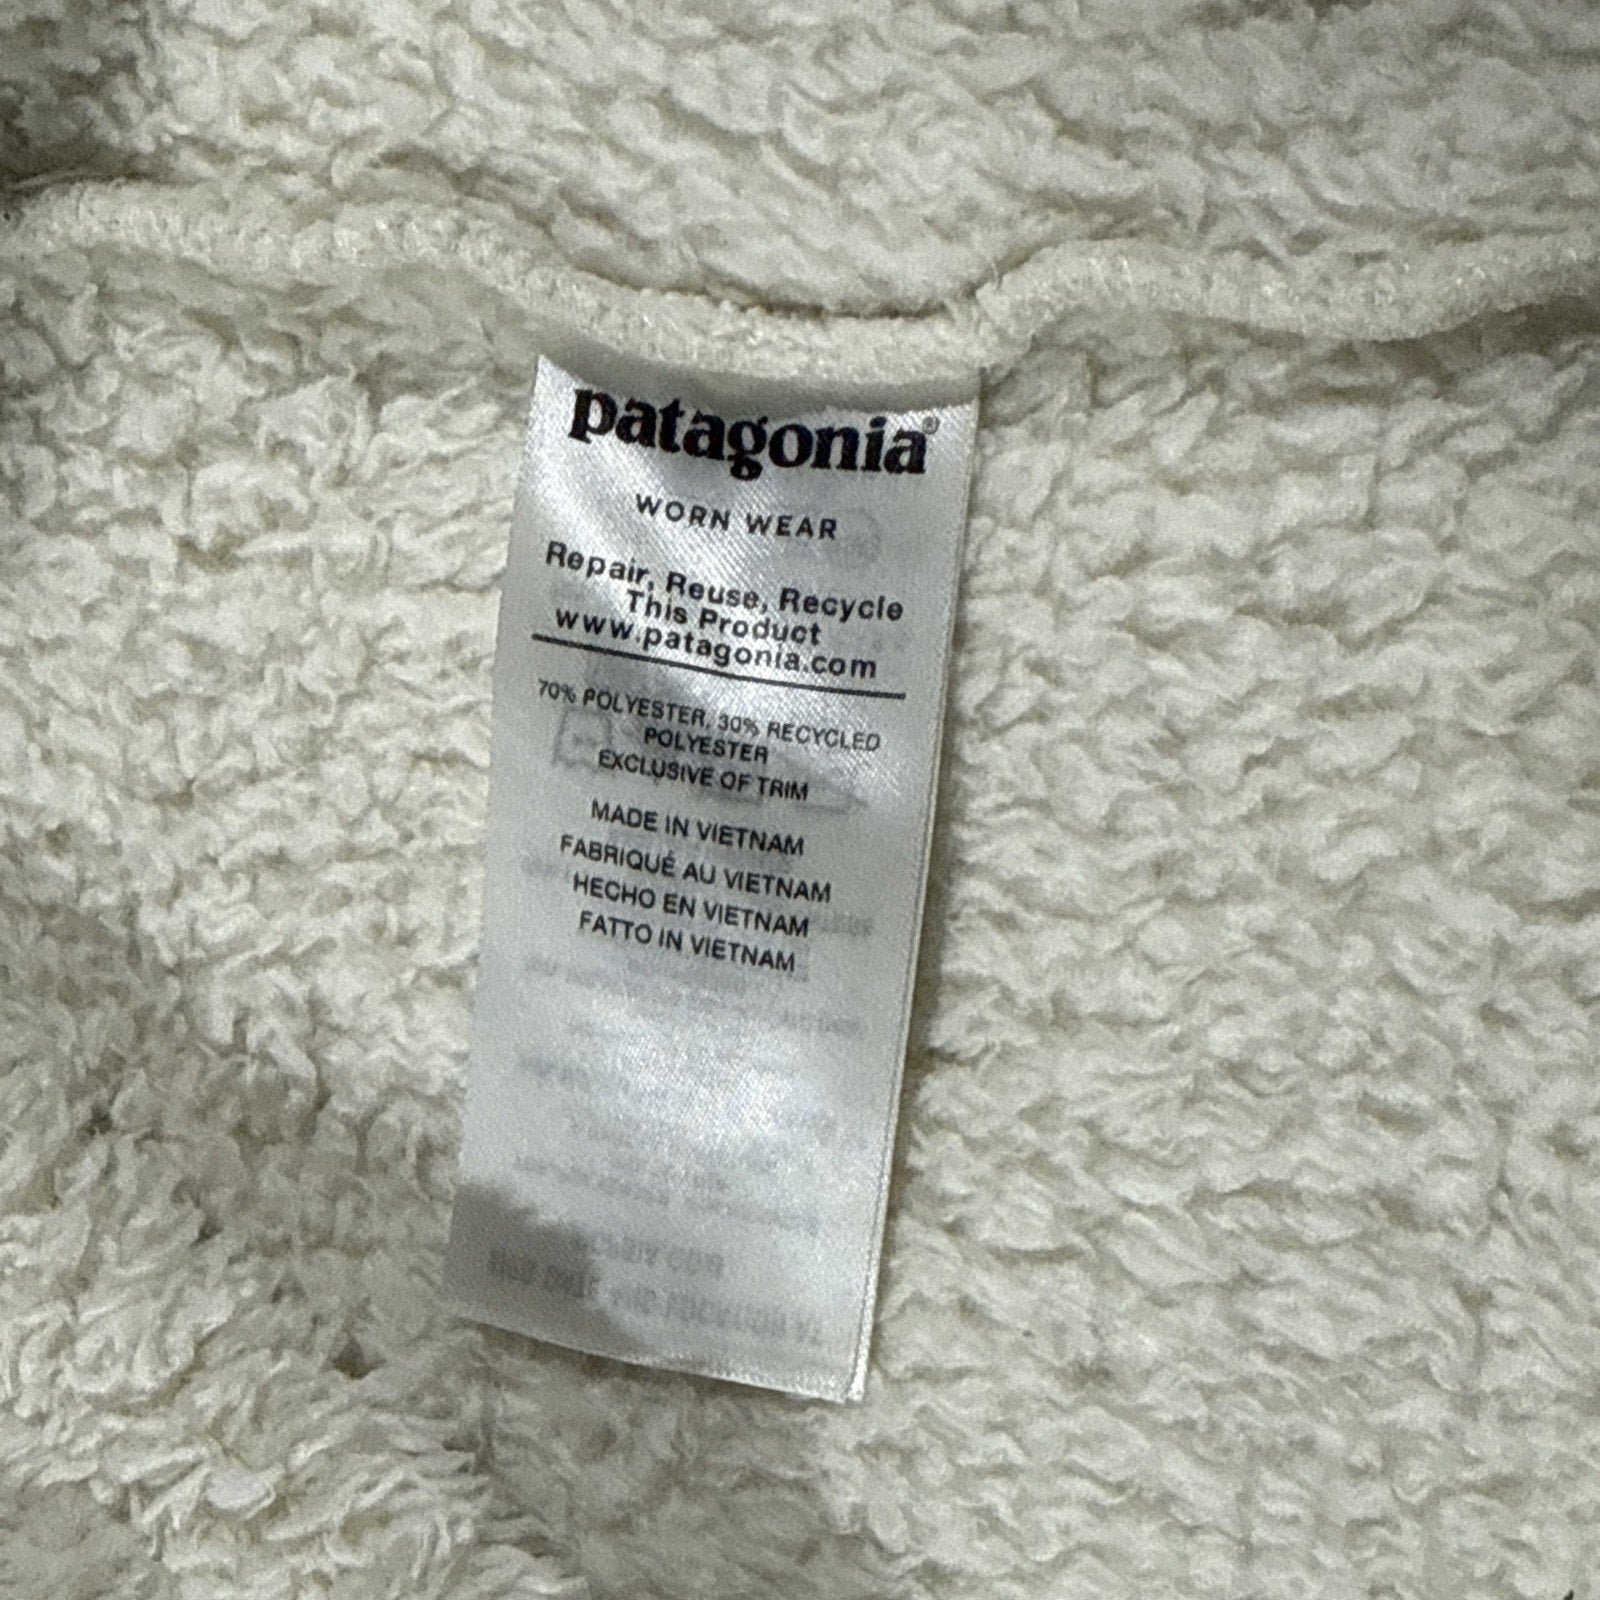 patagonia®
WORN WEAR
Repair, Reuse, Recycle
This Product
www.patagonia.com
70% POLYESTER, 30% RECYCLED
POLYESTER
EXCLUSIVE OF TRIM
MADE IN VIETNAM
FABRIQUÉ AU VIETNAM
HECHO EN VIETNAM
FATTO IN VIETNAM